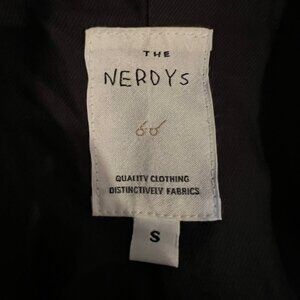 THE
NERDYS
QUALITY CLOTHING
DISTINCTIVELY FABRICS
S